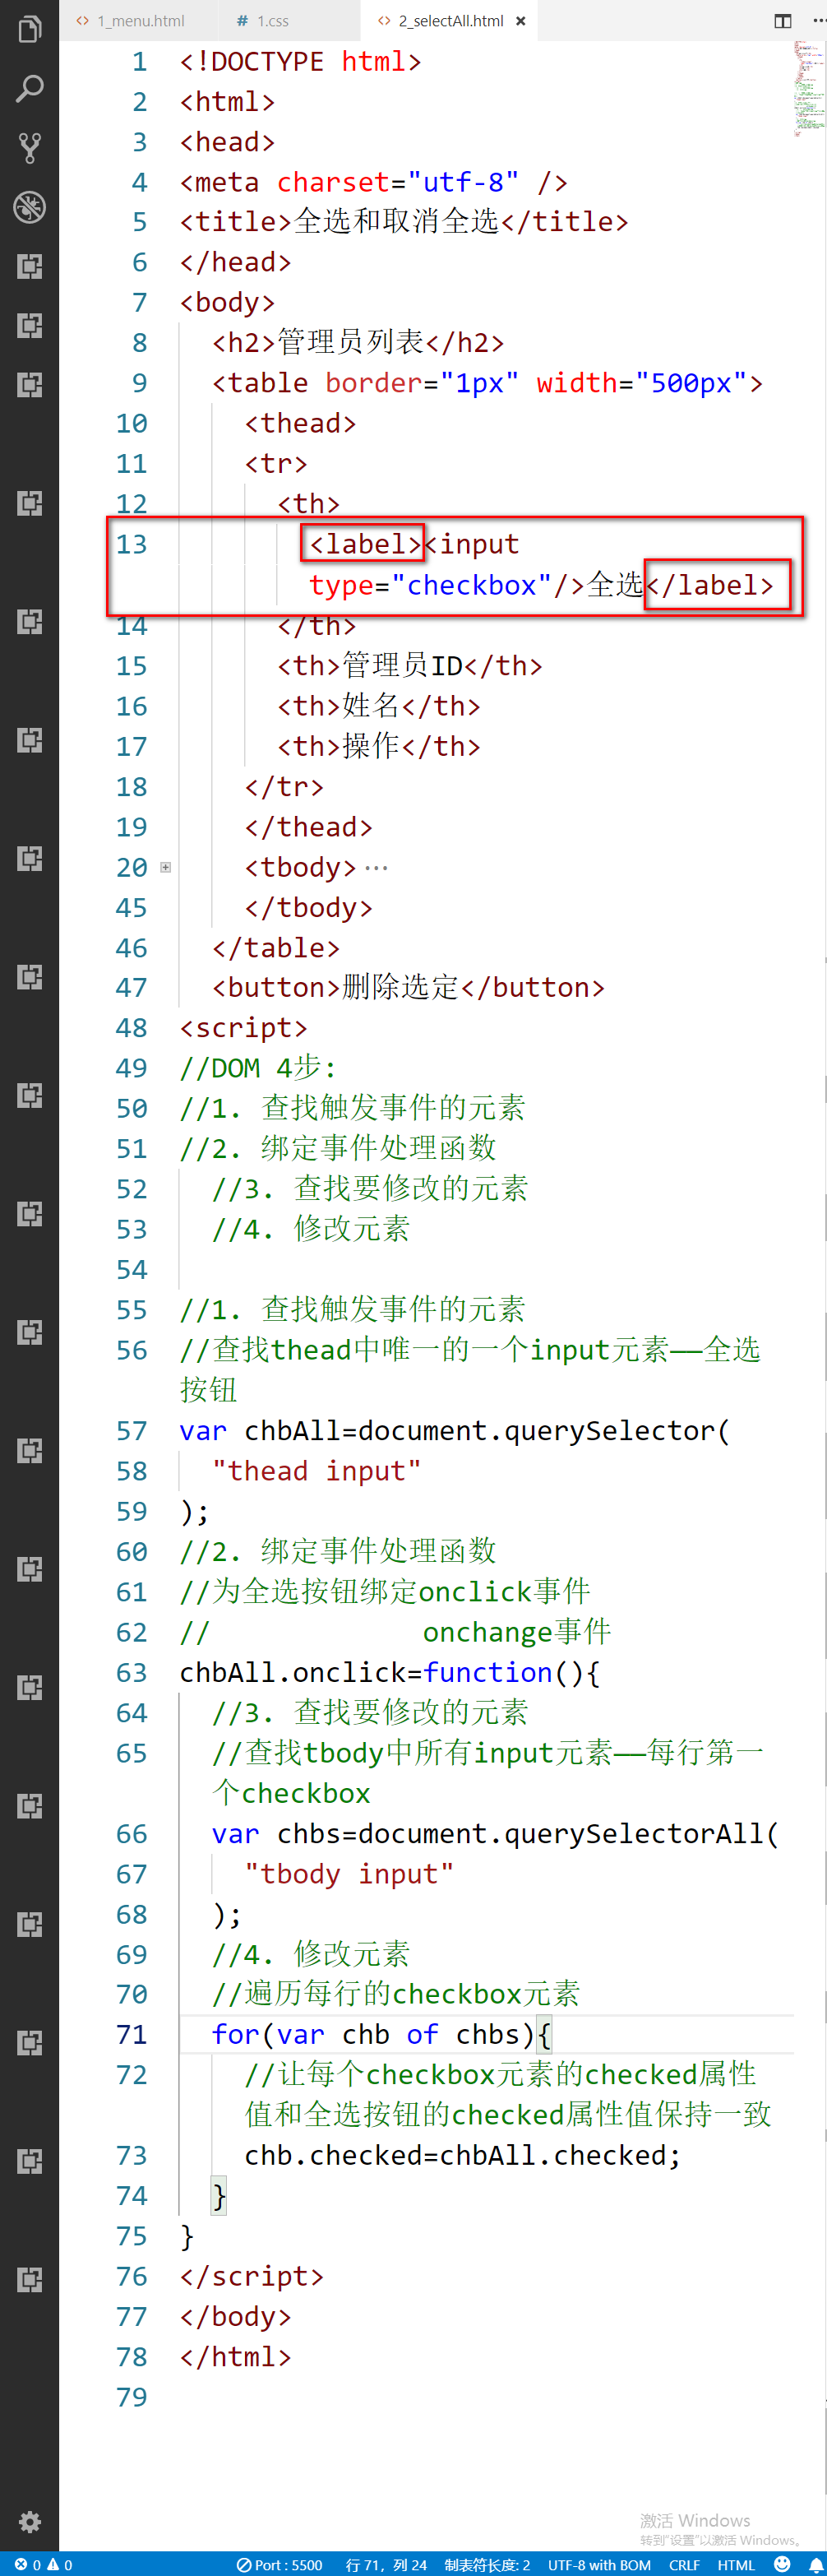 1_menu.html
1.css
2_selectAll.html
1 <!DOCTYPE html>
2 <html>
3 <head>
4 <meta charset="utf-8" />
5 <title>全选和取消全选</title>
6 </head>
7 <body>
8 <h2>管理员列表</h2>
9 <table border="1px" width="500px">
10 <thead>
11 <tr>
12 <th>
13 <label><input
type="checkbox"/>全选</label>
14 </th>
15 <th>管理员ID</th>
16 <th>姓名</th>
17 <th>操作</th>
18 </tr>
19 </thead>
20 <tbody>…
45 </tbody>
46 </table>
47 <button>删除选定</button>
48 <script>
49 //DOM 4步:
50 //1. 查找触发事件的元素
51 //2. 绑定事件处理函数
52 //3. 查找要修改的元素
53 //4. 修改元素
54
55 //1. 查找触发事件的元素
56 //查找thead中唯一的一个input元素——全选
按钮
57 var chbAll=document.querySelector(
58 "thead input"
59 );
60 //2. 绑定事件处理函数
61 //为全选按钮绑定onclick事件
62 // onchange事件
63 chbAll.onclick=function(){
64 //3. 查找要修改的元素
65 //查找tbody中所有input元素——每行第一
个checkbox
66 var chbs=document.querySelectorAll(
67 "tbody input"
68 );
69 //4. 修改元素
70 //遍历每行的checkbox元素
71 for(var chb of chbs){
72 //让每个checkbox元素的checked属性
值和全选按钮的checked属性值保持一致
73 chb.checked=chbAll.checked;
74 }
75 }
76 </script>
77 </body>
78 </html>
79
激活 Windows
转到"设置"以激活 Windows。
0 0 Port : 5500 行 71，列 24 制表符长度: 2 UTF-8 with BOM CRLF HTML